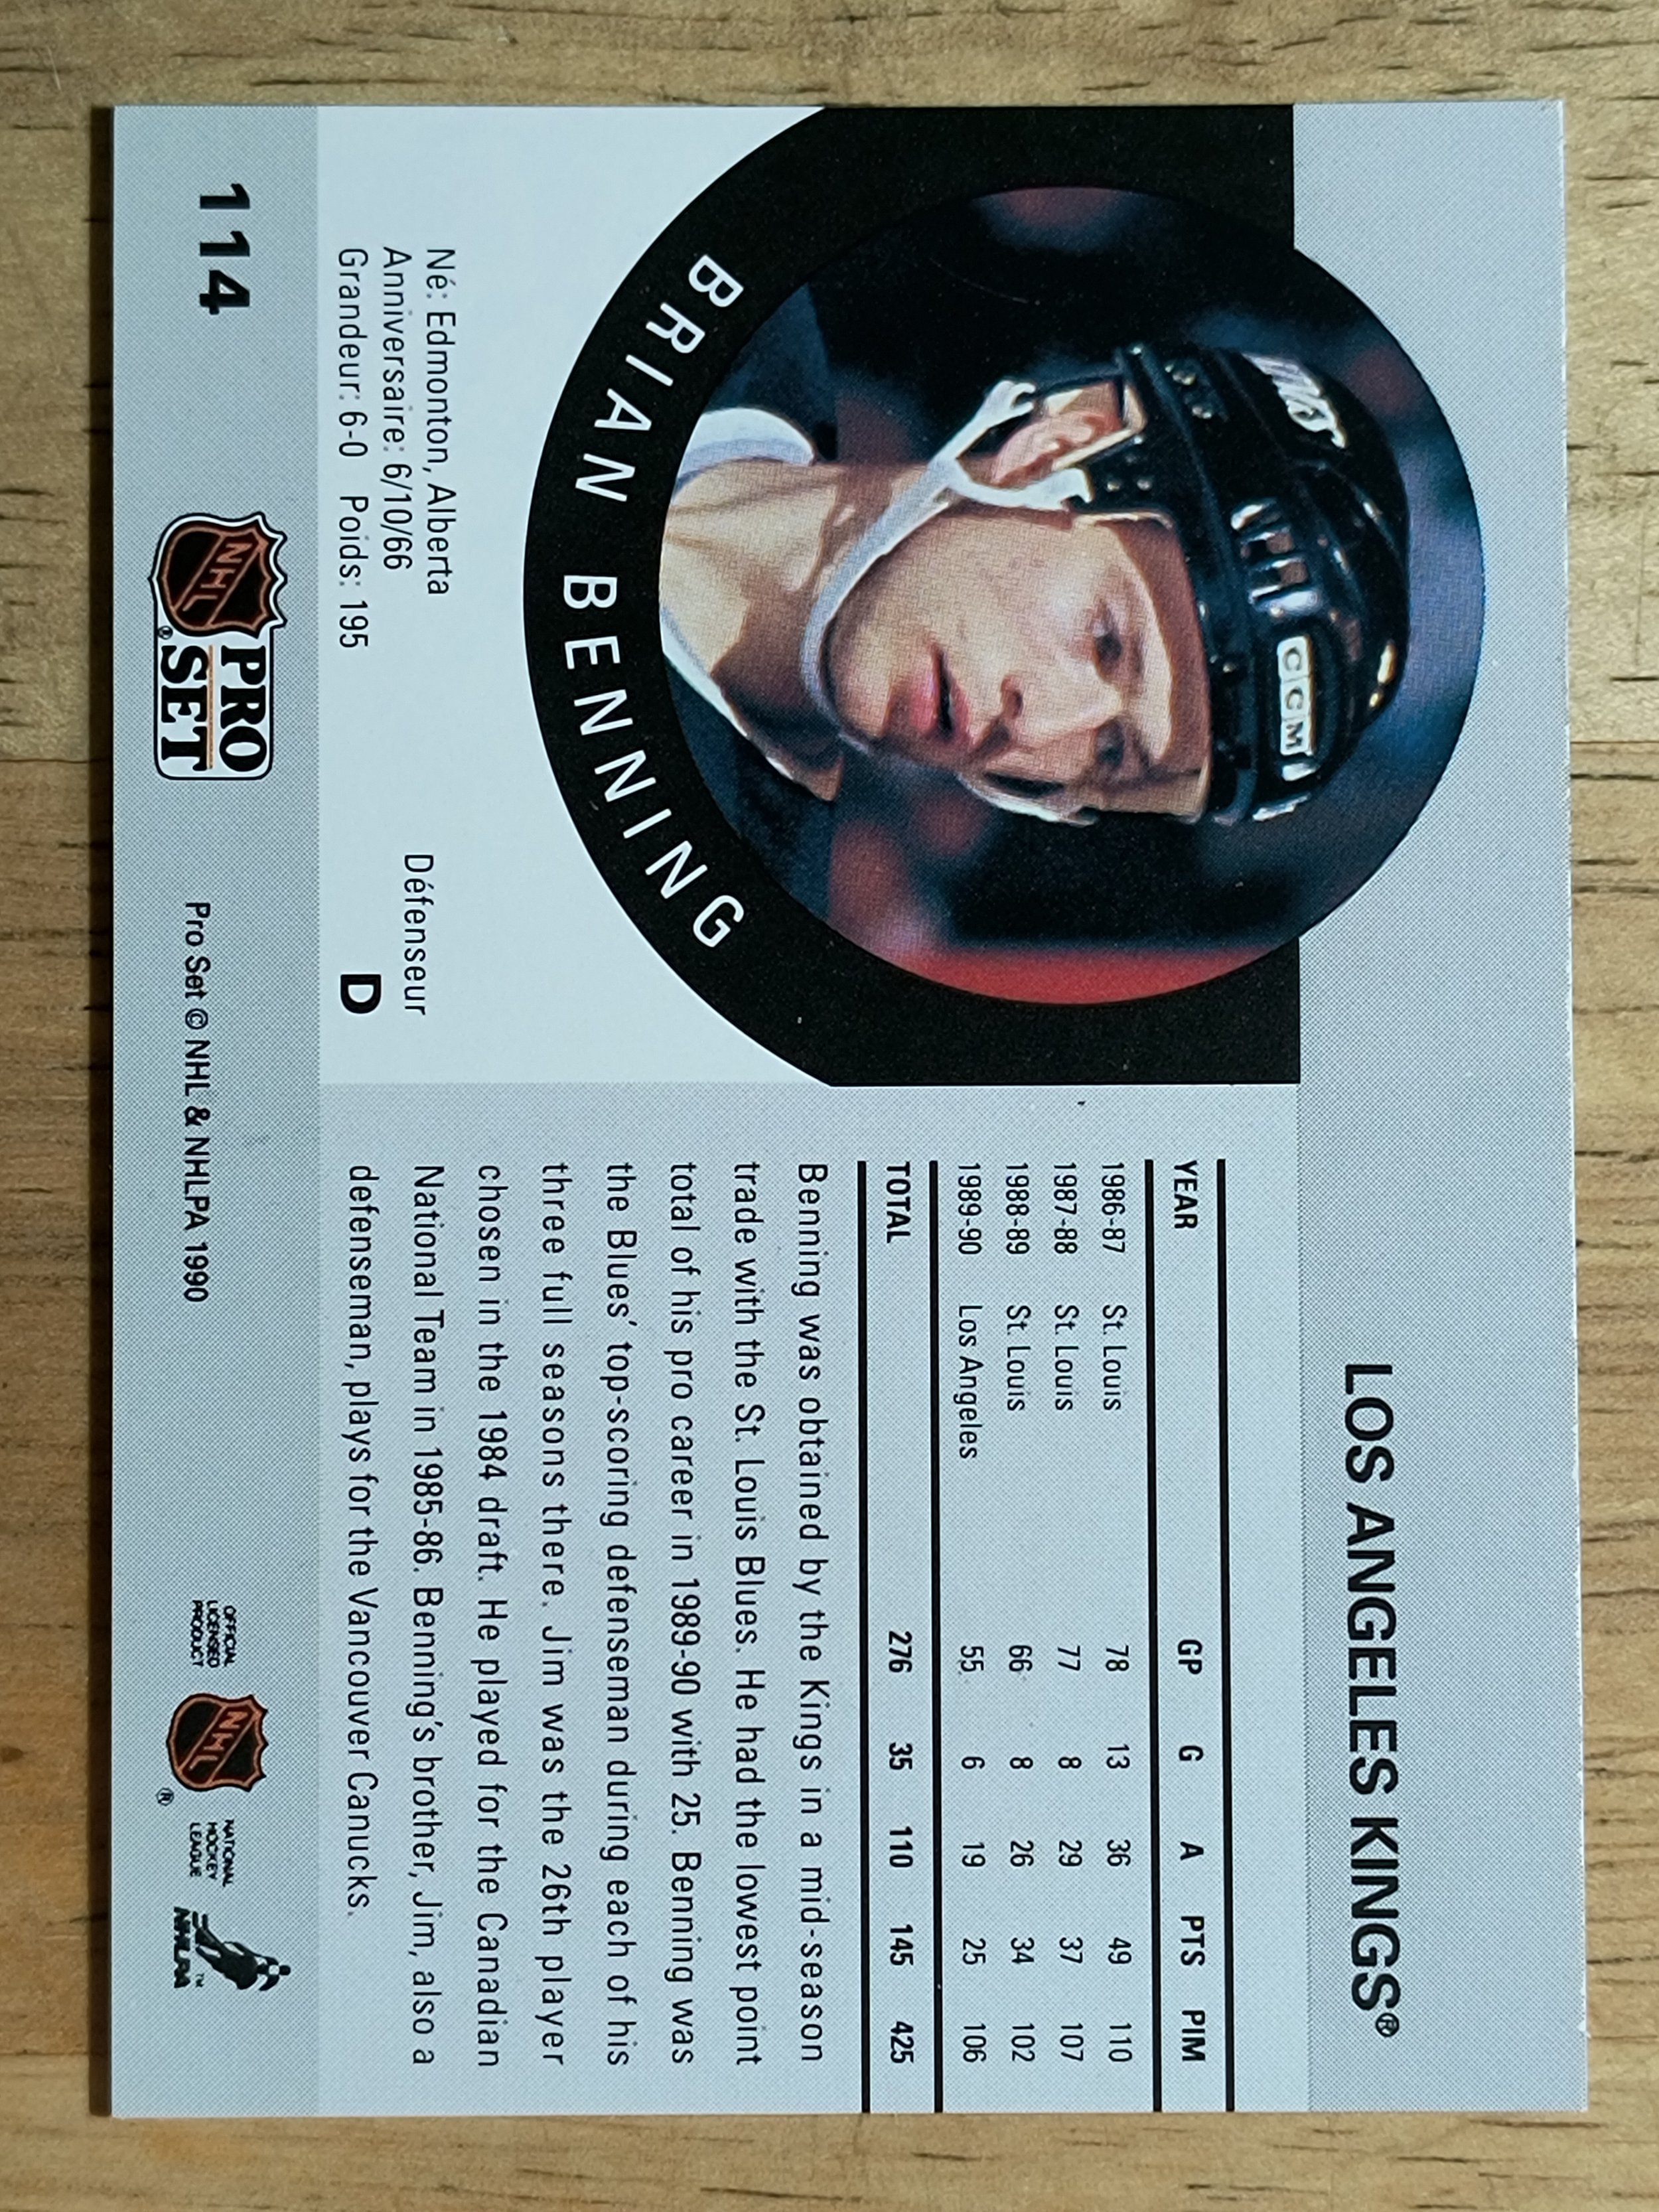 LOS ANGELES KINGS®
CCM
BRIAN BENNING
Né: Edmonton, Alberta
Anniversaire: 6/10/66
Grandeur: 6-0 Poids: 195
Défenseur
D
YEAR GP G A PTS PIM
1986-87 St. Louis 78 13 36 49 110
1987-88 St. Louis 77 8 29 37 107
1988-89 St. Louis 66 8 26 34 102
1989-90 Los Angeles 55 6 19 25 106
TOTAL 276 35 110 145 425
Benning was obtained by the Kings in a mid-season
trade with the St. Louis Blues. He had the lowest point
total of his pro career in 1989-90 with 25. Benning was
the Blues' top-scoring defenseman during each of his
three full seasons there. Jim was the 26th player
chosen in the 1984 draft. He played for the Canadian
National Team in 1985-86. Benning's brother, Jim, also a
defenseman, plays for the Vancouver Canucks.
114
NHL®
PRO
SET
Pro Set © NHL & NHLPA 1990
OFFICIAL
LICENSED
PRODUCT
NHL®
NATIONAL
HOCKEY
LEAGUE
NHLPA™